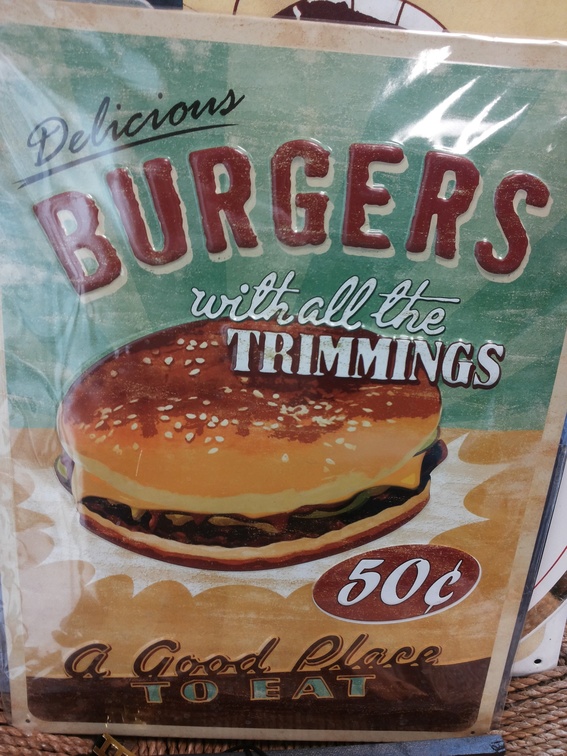 Delicious
BURGERS
with all the
TRIMMINGS
50¢
A Good Place
TO EAT